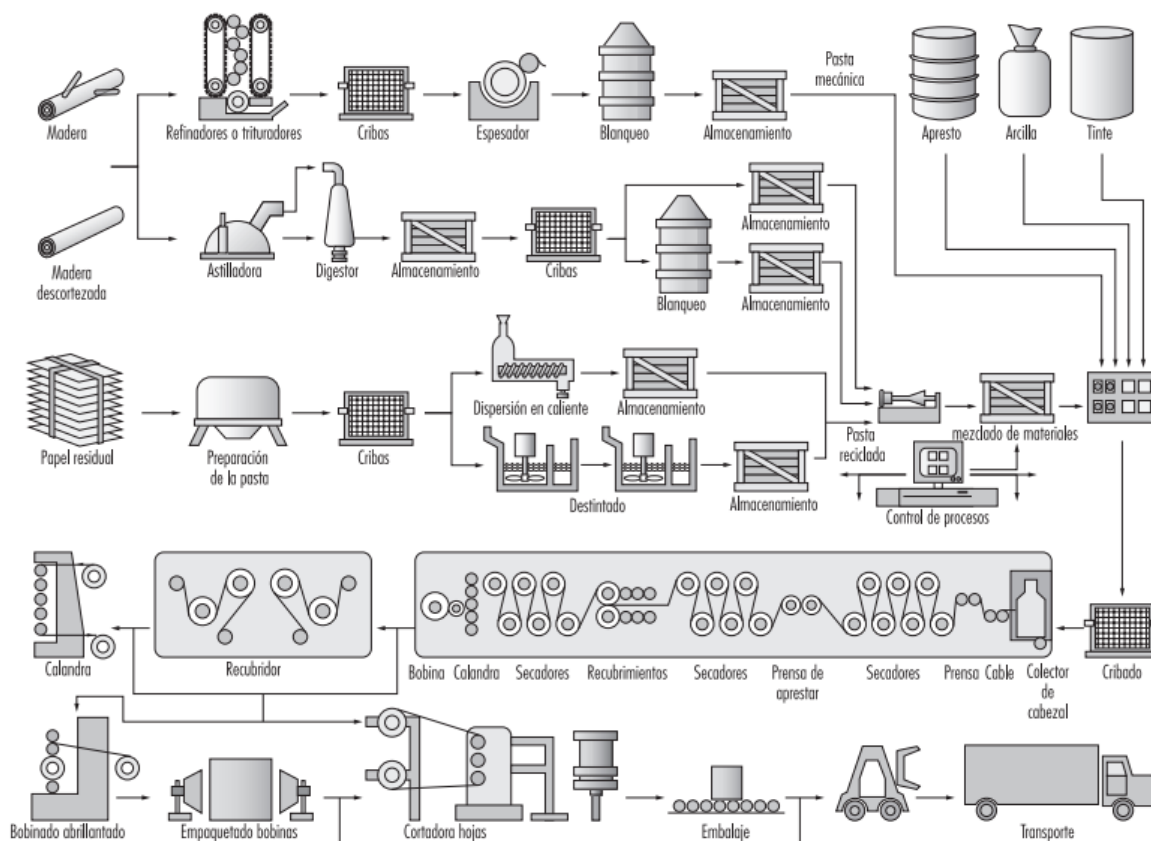 Pasta
mecánica
Madera
Refinadores o trituradores
Cribas
Espesador
Blanqueo
Almacenamiento
Apresto
Arcilla
Tinte
Madera
descortezada
Astilladora
Digestor
Almacenamiento
Cribas
Almacenamiento
Blanqueo
Almacenamiento
Papel residual
Preparación
de la pasta
Cribas
Dispersión en caliente
Almacenamiento
Destintado
Almacenamiento
Pasta
reciclada
mezclado de materiales
Control de procesos
Calandra
Recubridor
Bobina
Calandra
Secadores
Recubrimientos
Secadores
Prensa de
aprestar
Secadores
Prensa
Cable
Colector
de
cabezal
Cribado
Bobinado abrillantado
Empaquetado bobinas
Cortadora hojas
Embalaje
Transporte